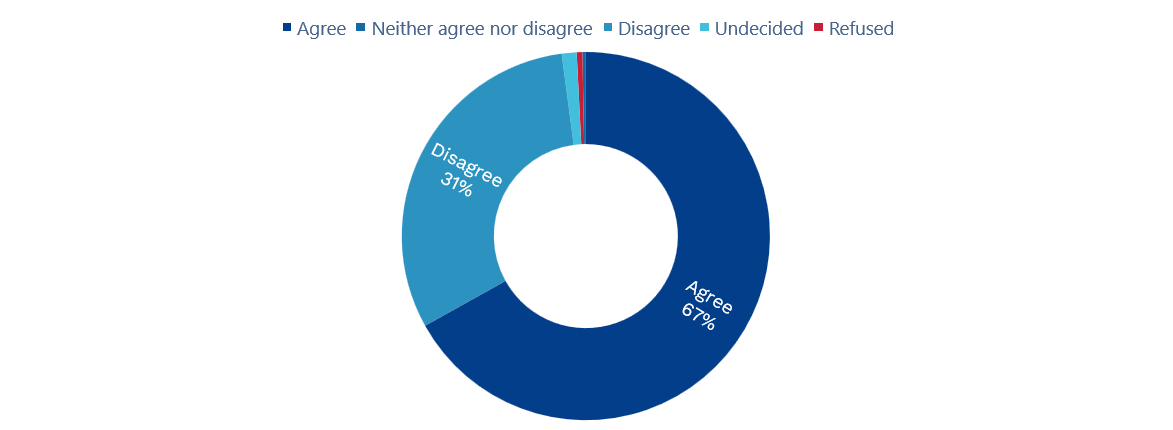 Agree Neither agree nor disagree Disagree Undecided Refused
Disagree
31%
Agree
67%